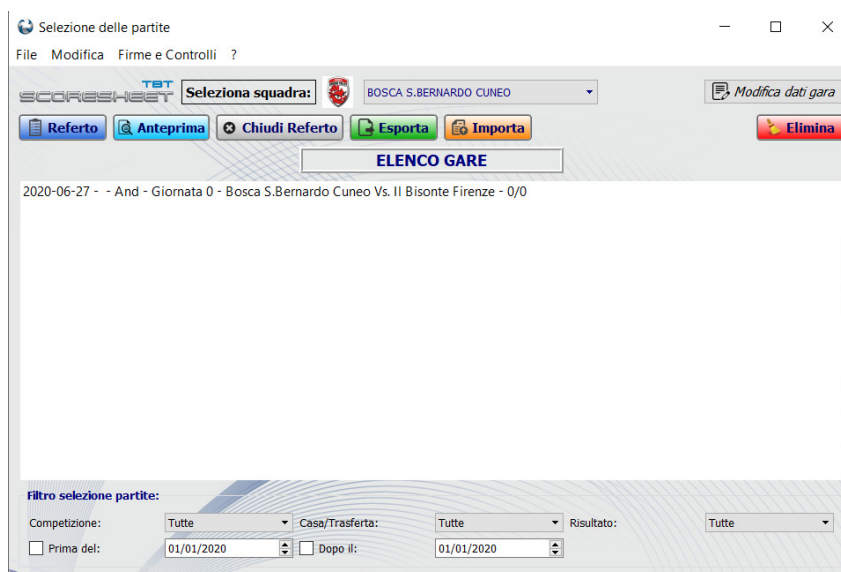 Selezione delle partite
File Modifica Firme e Controlli ?
TBT
SCORESHEET
Seleziona squadra:
BOSCA S.BERNARDO CUNEO
Modifica dati gara
Referto Anteprima Chiudi Referto Esporta Importa Elimina
ELENCO GARE
2020-06-27 - - And - Giornata 0 - Bosca S.Bernardo Cuneo Vs. Il Bisonte Firenze - 0/0
Filtro selezione partite:
Competizione: Tutte Casa/Trasferta: Tutte Risultato: Tutte
Prima del: 01/01/2020 Dopo il: 01/01/2020